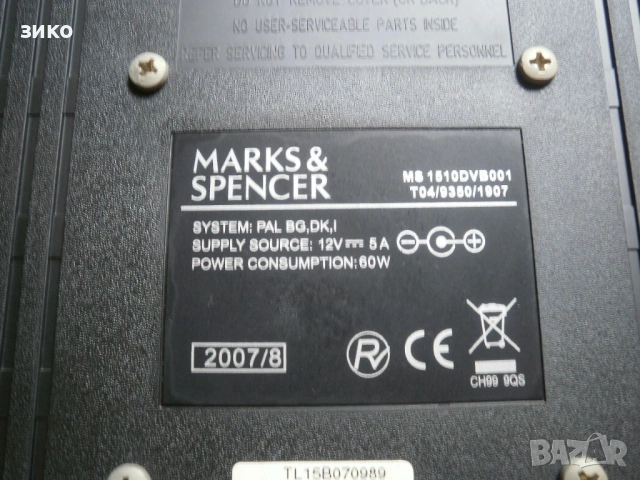 зико
DO NOT REMOVE COVER (OR BACK)
NO USER-SERVICEABLE PARTS INSIDE
REFER SERVICING TO QUALIFIED SERVICE PERSONNEL
MARKS &
SPENCER
MS 1510DVB001
T04/9350/1907
SYSTEM: PAL BG,DK,I
SUPPLY SOURCE: 12V 5A
POWER CONSUMPTION:60W
2007/8
CE
CH99 9QS
TL15B070989
BAZAR